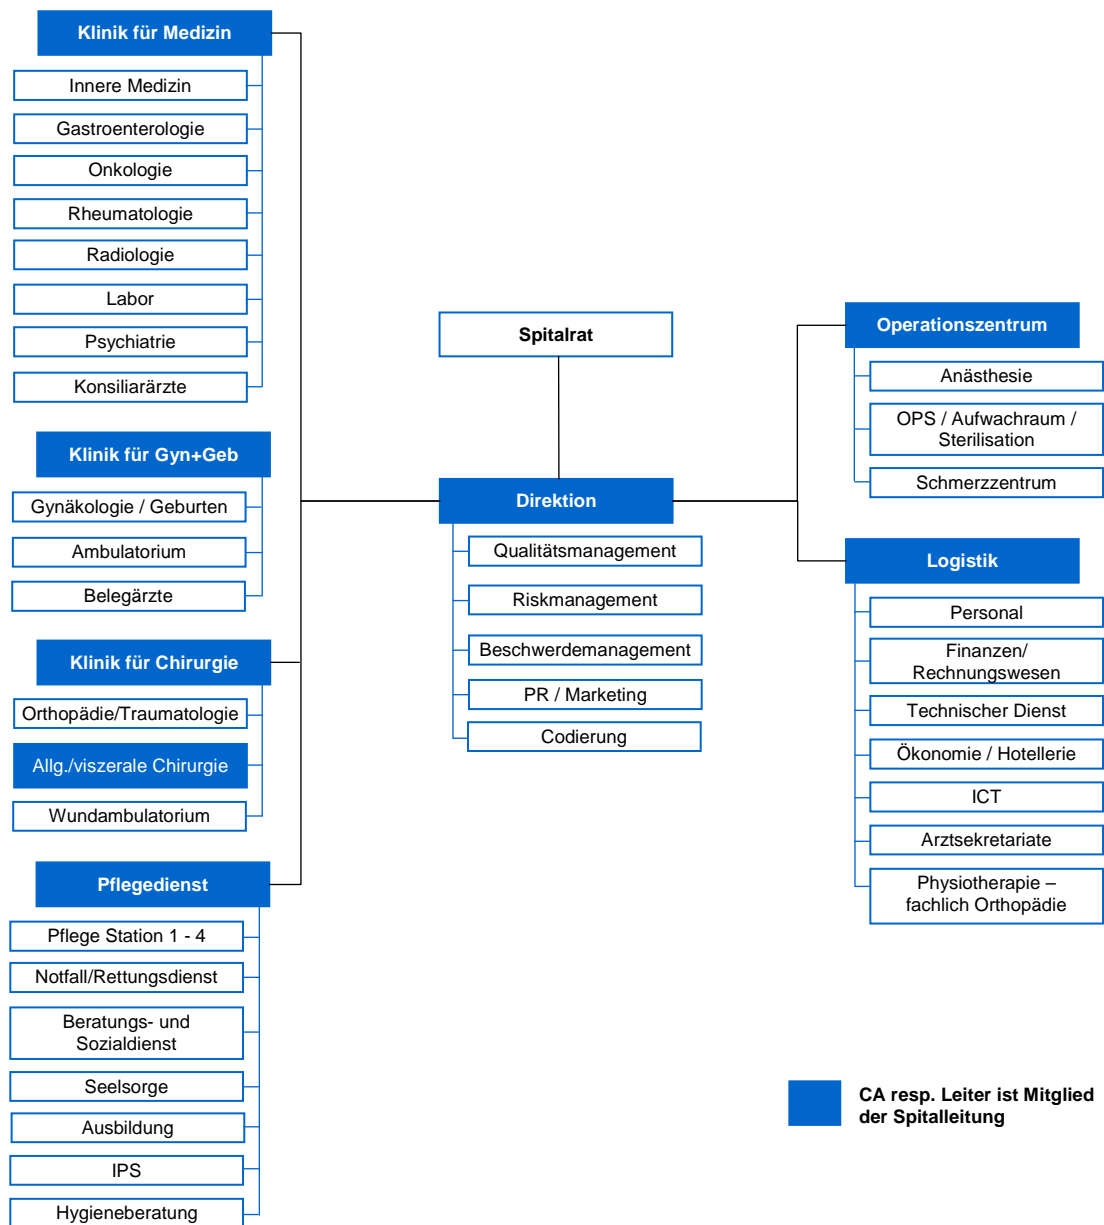 Klinik für Medizin
Innere Medizin
Gastroenterologie
Onkologie
Rheumatologie
Radiologie
Labor
Psychiatrie
Konsiliarärzte
Klinik für Gyn+Geb
Gynäkologie / Geburten
Ambulatorium
Belegärzte
Klinik für Chirurgie
Orthopädie/Traumatologie
Allg./viszerale Chirurgie
Wundambulatorium
Pflegedienst
Pflege Station 1 - 4
Notfall/Rettungsdienst
Beratungs- und
Sozialdienst
Seelsorge
Ausbildung
IPS
Hygieneberatung
Spitalrat
Direktion
Qualitätsmanagement
Riskmanagement
Beschwerdemanagement
PR / Marketing
Codierung
Operationszentrum
Anästhesie
OPS / Aufwachraum /
Sterilisation
Schmerzzentrum
Logistik
Personal
Finanzen/
Rechnungswesen
Technischer Dienst
Ökonomie / Hotellerie
ICT
Arztsekretariate
Physiotherapie –
fachlich Orthopädie
CA resp. Leiter ist Mitglied
der Spitalleitung